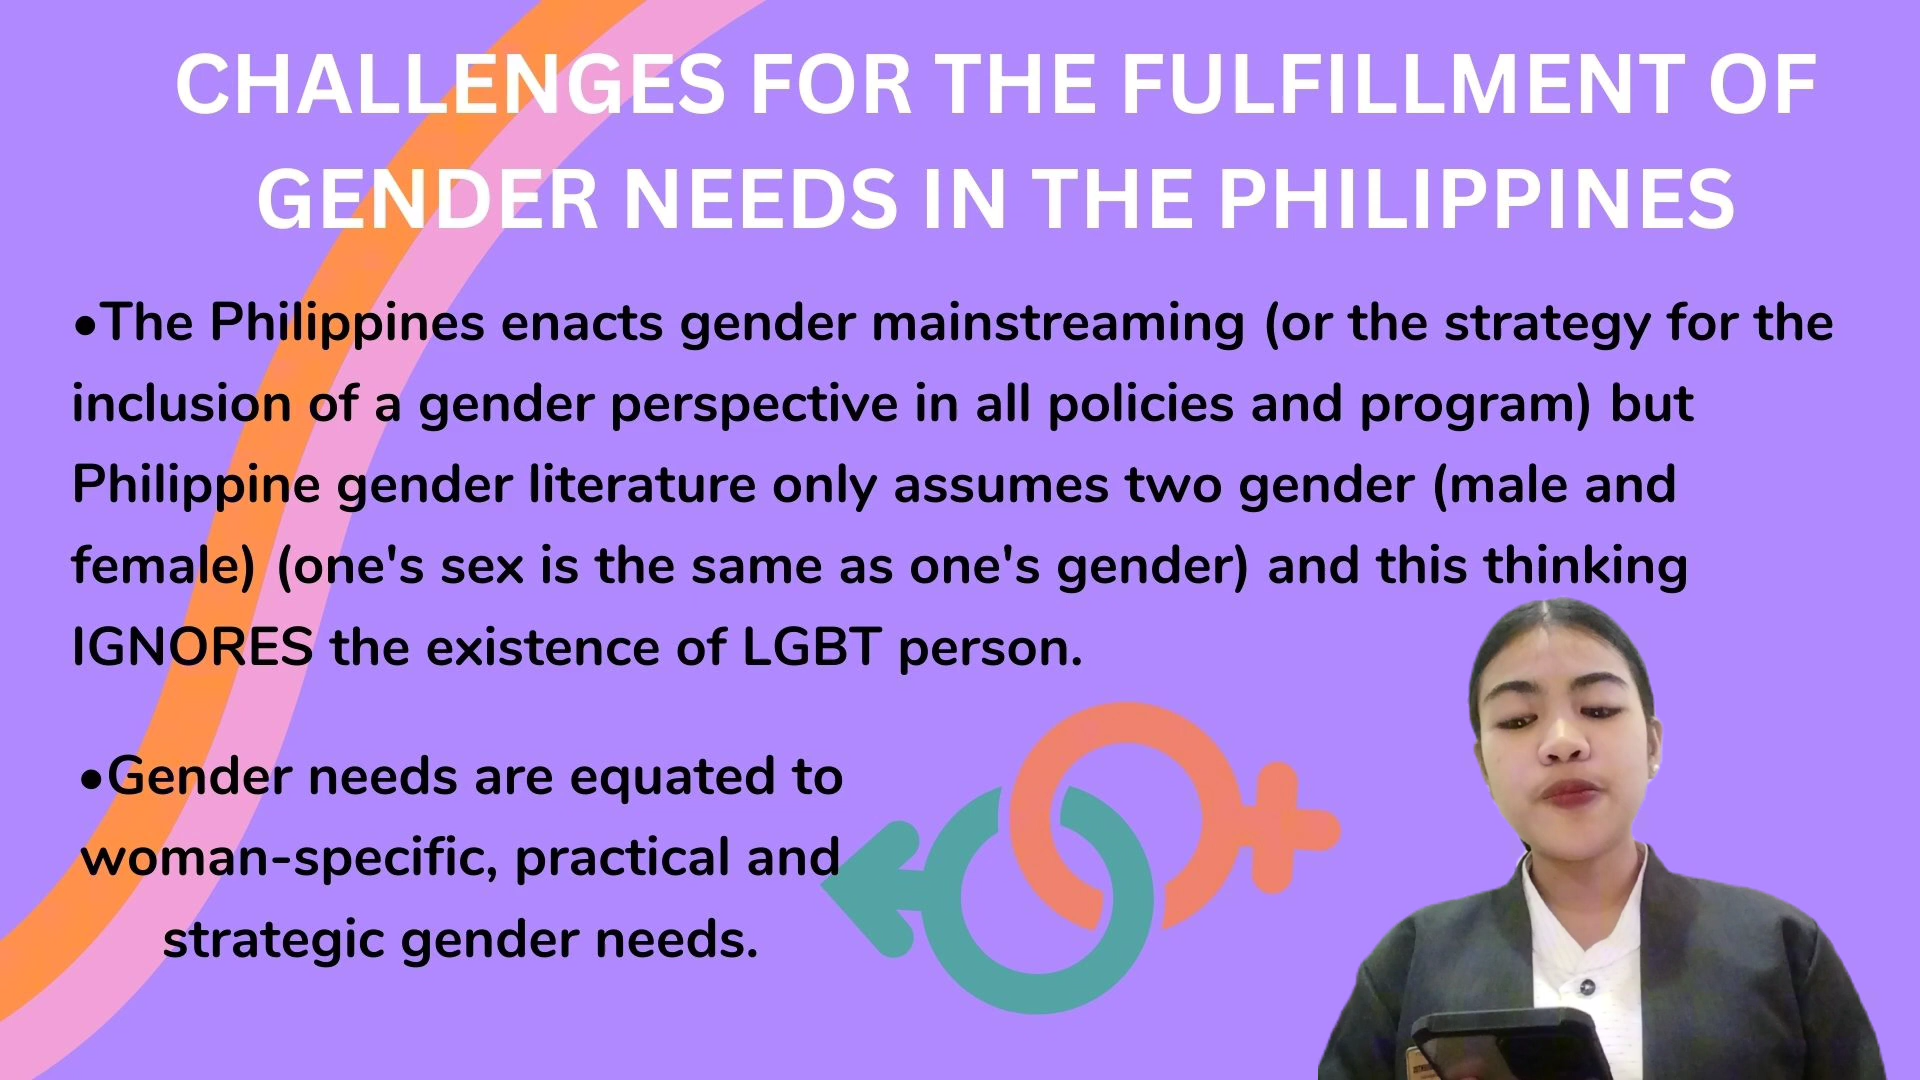 CHALLENGES FOR THE FULFILLMENT OF
GENDER NEEDS IN THE PHILIPPINES
•The Philippines enacts gender mainstreaming (or the strategy for the
inclusion of a gender perspective in all policies and program) but
Philippine gender literature only assumes two gender (male and
female) (one's sex is the same as one's gender) and this thinking
IGNORES the existence of LGBT person.
•Gender needs are equated to
woman-specific, practical and
strategic gender needs.